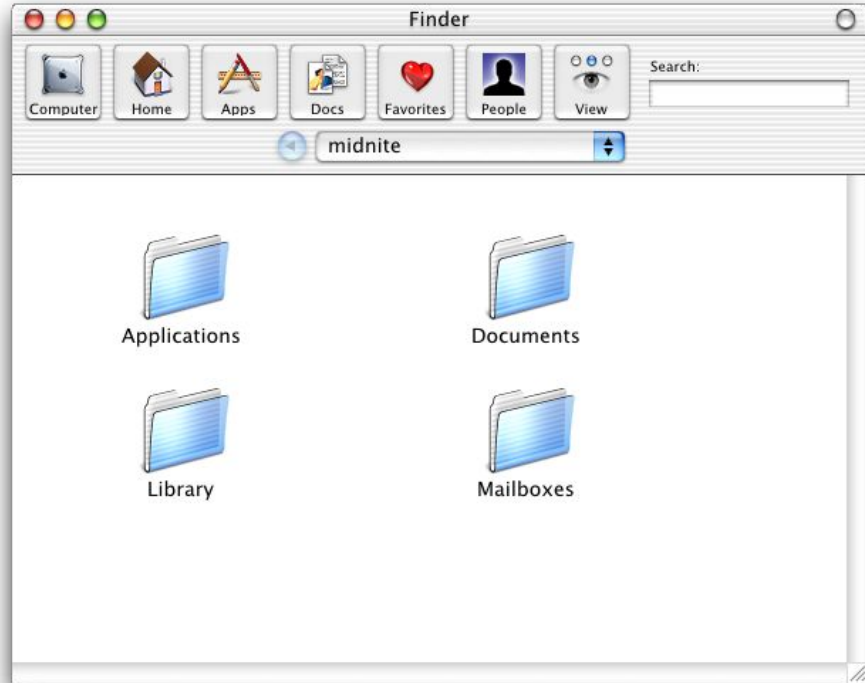 Finder
Computer Home Apps Docs Favorites People View Search:
midnite
Applications Documents
Library Mailboxes